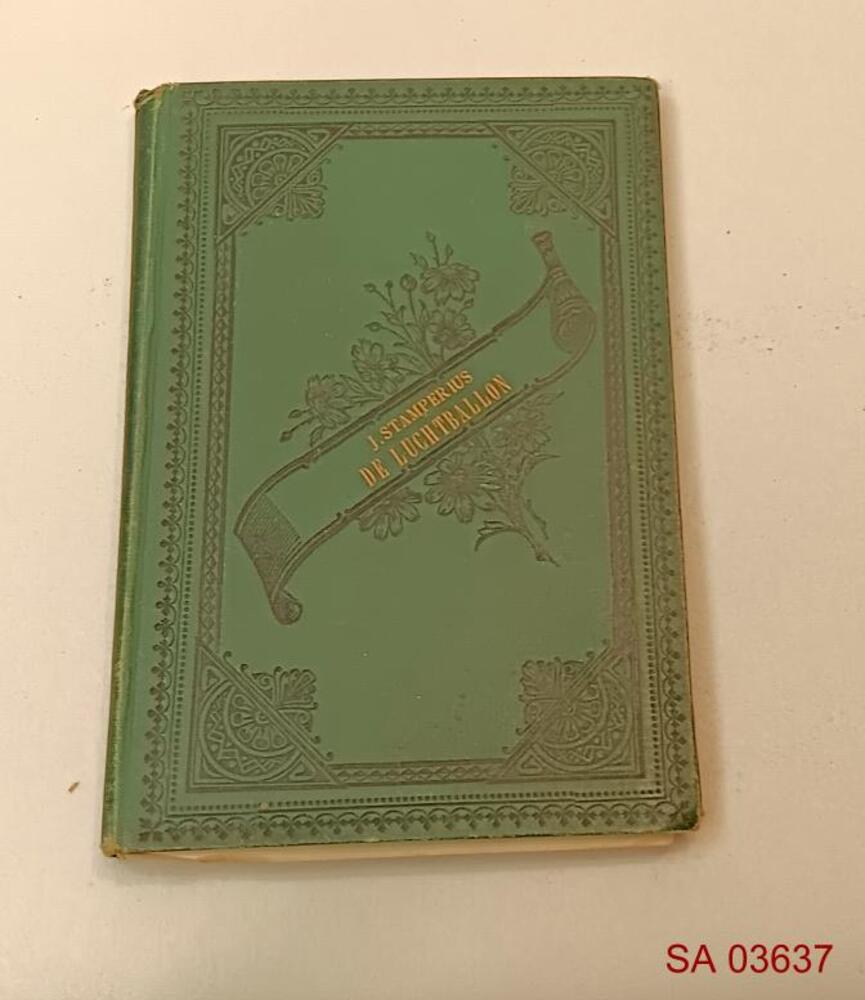 J. STAMPERIUS
DE LUCHTBALLON
SA 03637